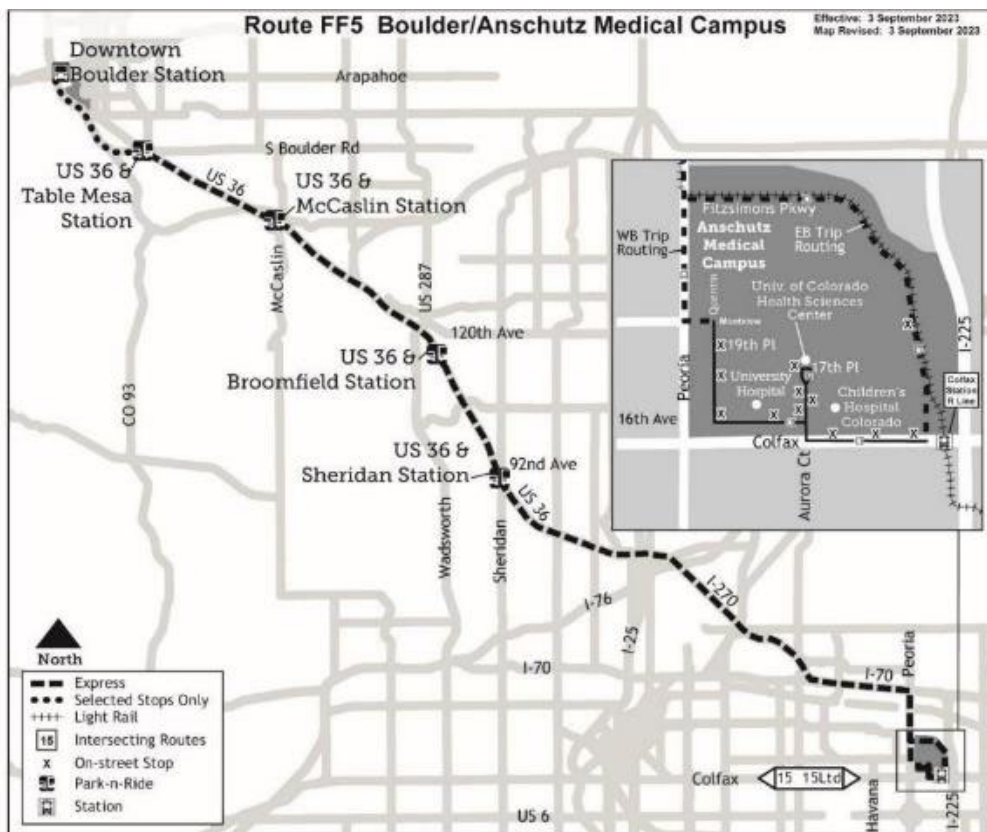 Route FF5 Boulder/Anschutz Medical Campus
Effective: 3 September 2023
Map Revised: 3 September 2023
Downtown
Boulder Station
Arapahoe
S Boulder Rd
US 36 &
Table Mesa
Station
US 36
US 36 &
McCaslin Station
McCaslin
US 287
120th Ave
US 36 &
Broomfield Station
CO 93
US 36 &
Sheridan Station
92nd Ave
US 36
Wadsworth
Sheridan
I-76
I-25
I-270
I-70
I-70
Peoria
Colfax
15 15Ltd
Havana
I-225
US 6
Fitzsimons Pkwy
WB Trip
Routing
Anschutz
Medical
Campus
EB Trip
Routing
Quentin
Univ. of Colorado
Health Sciences
Center
Montview
X 19th Pl
X 17th Pl
Peoria
University
Hospital
Children's
Hospital
Colorado
16th Ave
Colfax
Aurora Ct
I-225
Colfax
Station
R Line
X
X
X
X
X
X
X
X
X
X
X
North
Express
Selected Stops Only
Light Rail
15 Intersecting Routes
X On-street Stop
Park-n-Ride
Station